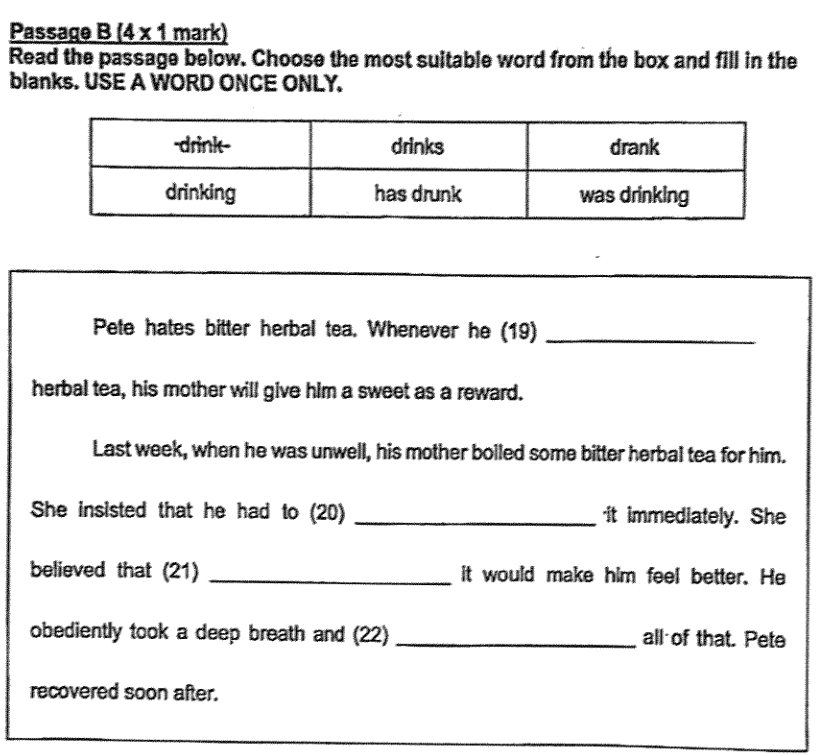 Passage B (4 x 1 mark)
Read the passage below. Choose the most suitable word from the box and fill in the
blanks. USE A WORD ONCE ONLY.
drink drinks drank
drinking has drunk was drinking
Pete hates bitter herbal tea. Whenever he (19) ____________
herbal tea, his mother will give him a sweet as a reward.
Last week, when he was unwell, his mother boiled some bitter herbal tea for him.
She insisted that he had to (20) ____________ it immediately. She
believed that (21) ____________ it would make him feel better. He
obediently took a deep breath and (22) ____________ all of that. Pete
recovered soon after.